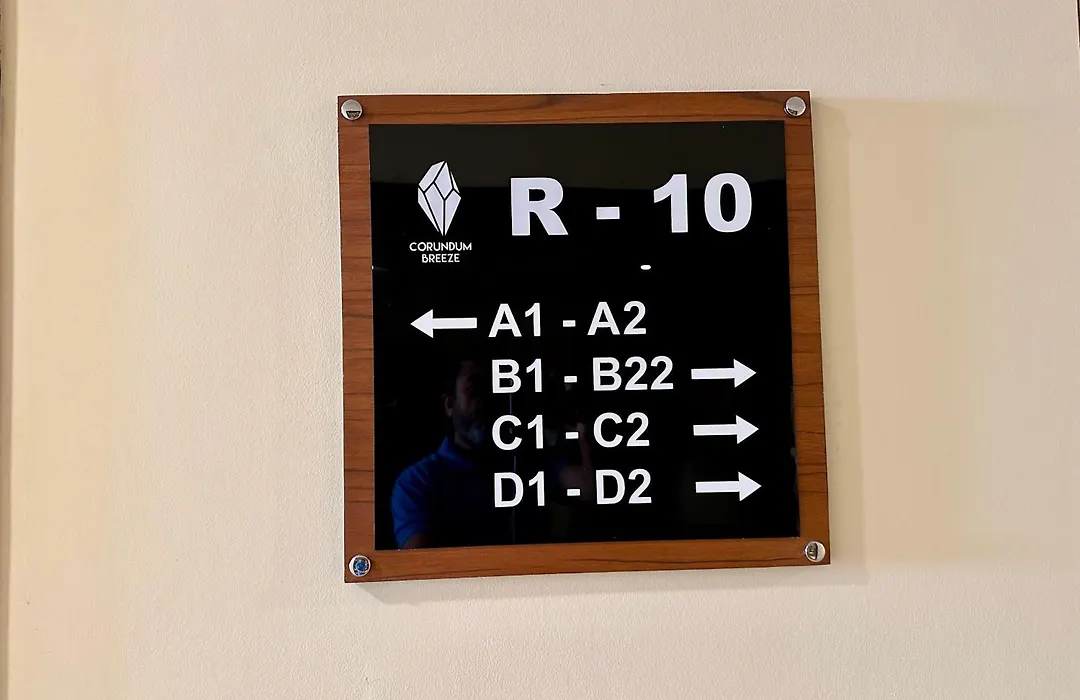 CORUNDUM
BREEZE
R - 10
-
A1 - A2
B1 - B22
C1 - C2
D1 - D2